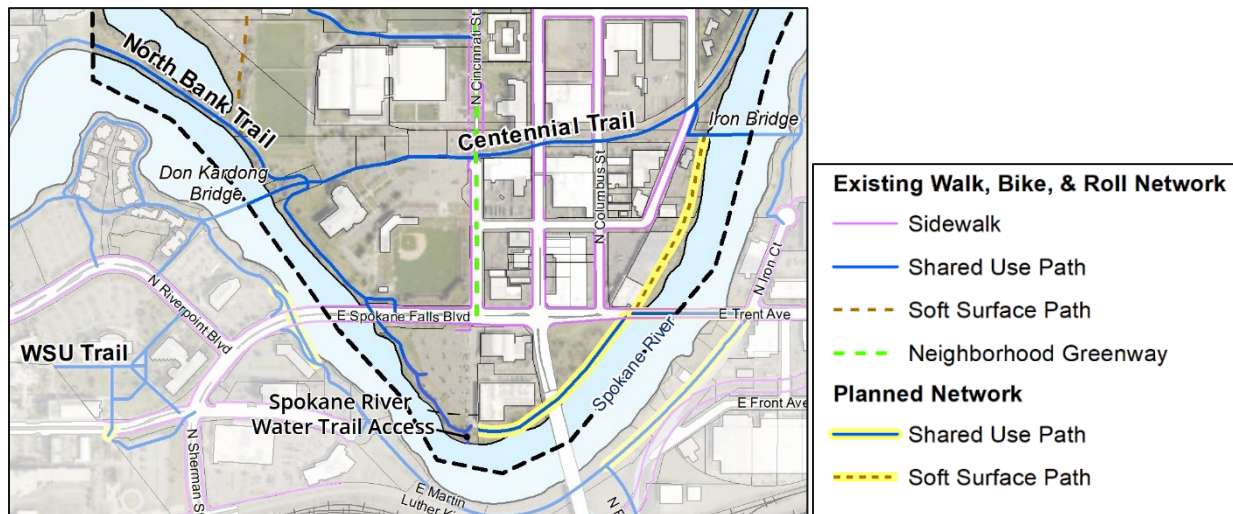 N Cincinnati St
North Bank Trail
Centennial Trail
Iron Bridge
Don Kardong
Bridge
N Columbus St
N Iron Ct
N Riverpoint Blvd
E Spokane Falls Blvd
E Trent Ave
WSU Trail
Spokane River
Spokane River
Water Trail Access
E Front Ave
N Sherman S
E Martin
Luther K
Existing Walk, Bike, & Roll Network
Sidewalk
Shared Use Path
Soft Surface Path
Neighborhood Greenway
Planned Network
Shared Use Path
Soft Surface Path